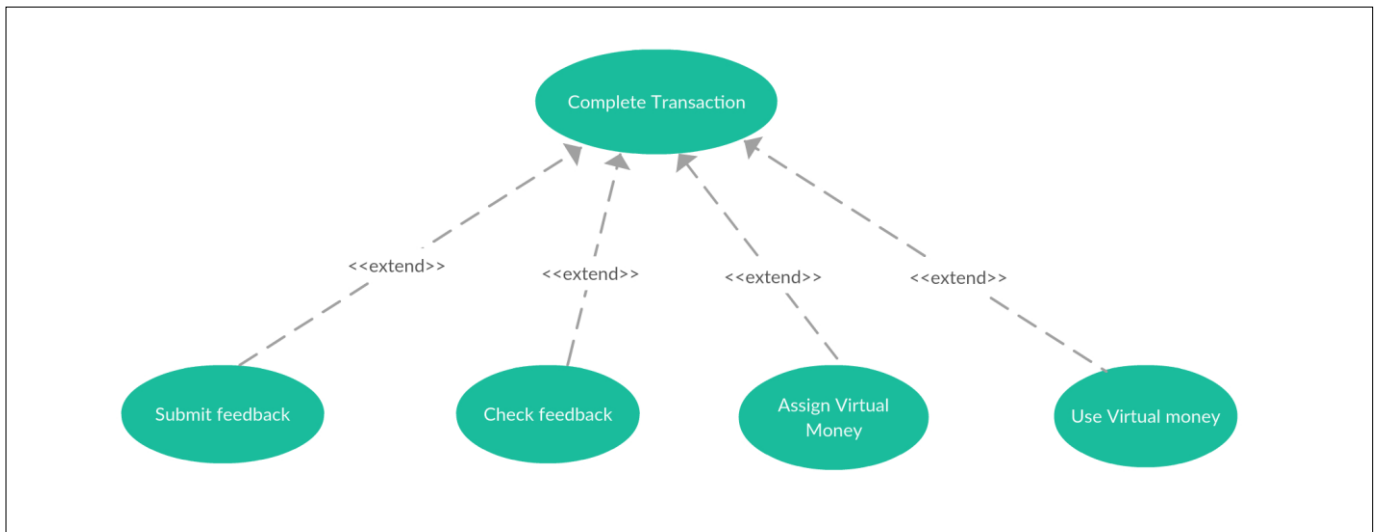 Complete Transaction
<<extend>>
<<extend>>
<<extend>>
<<extend>>
Submit feedback
Check feedback
Assign Virtual
Money
Use Virtual money